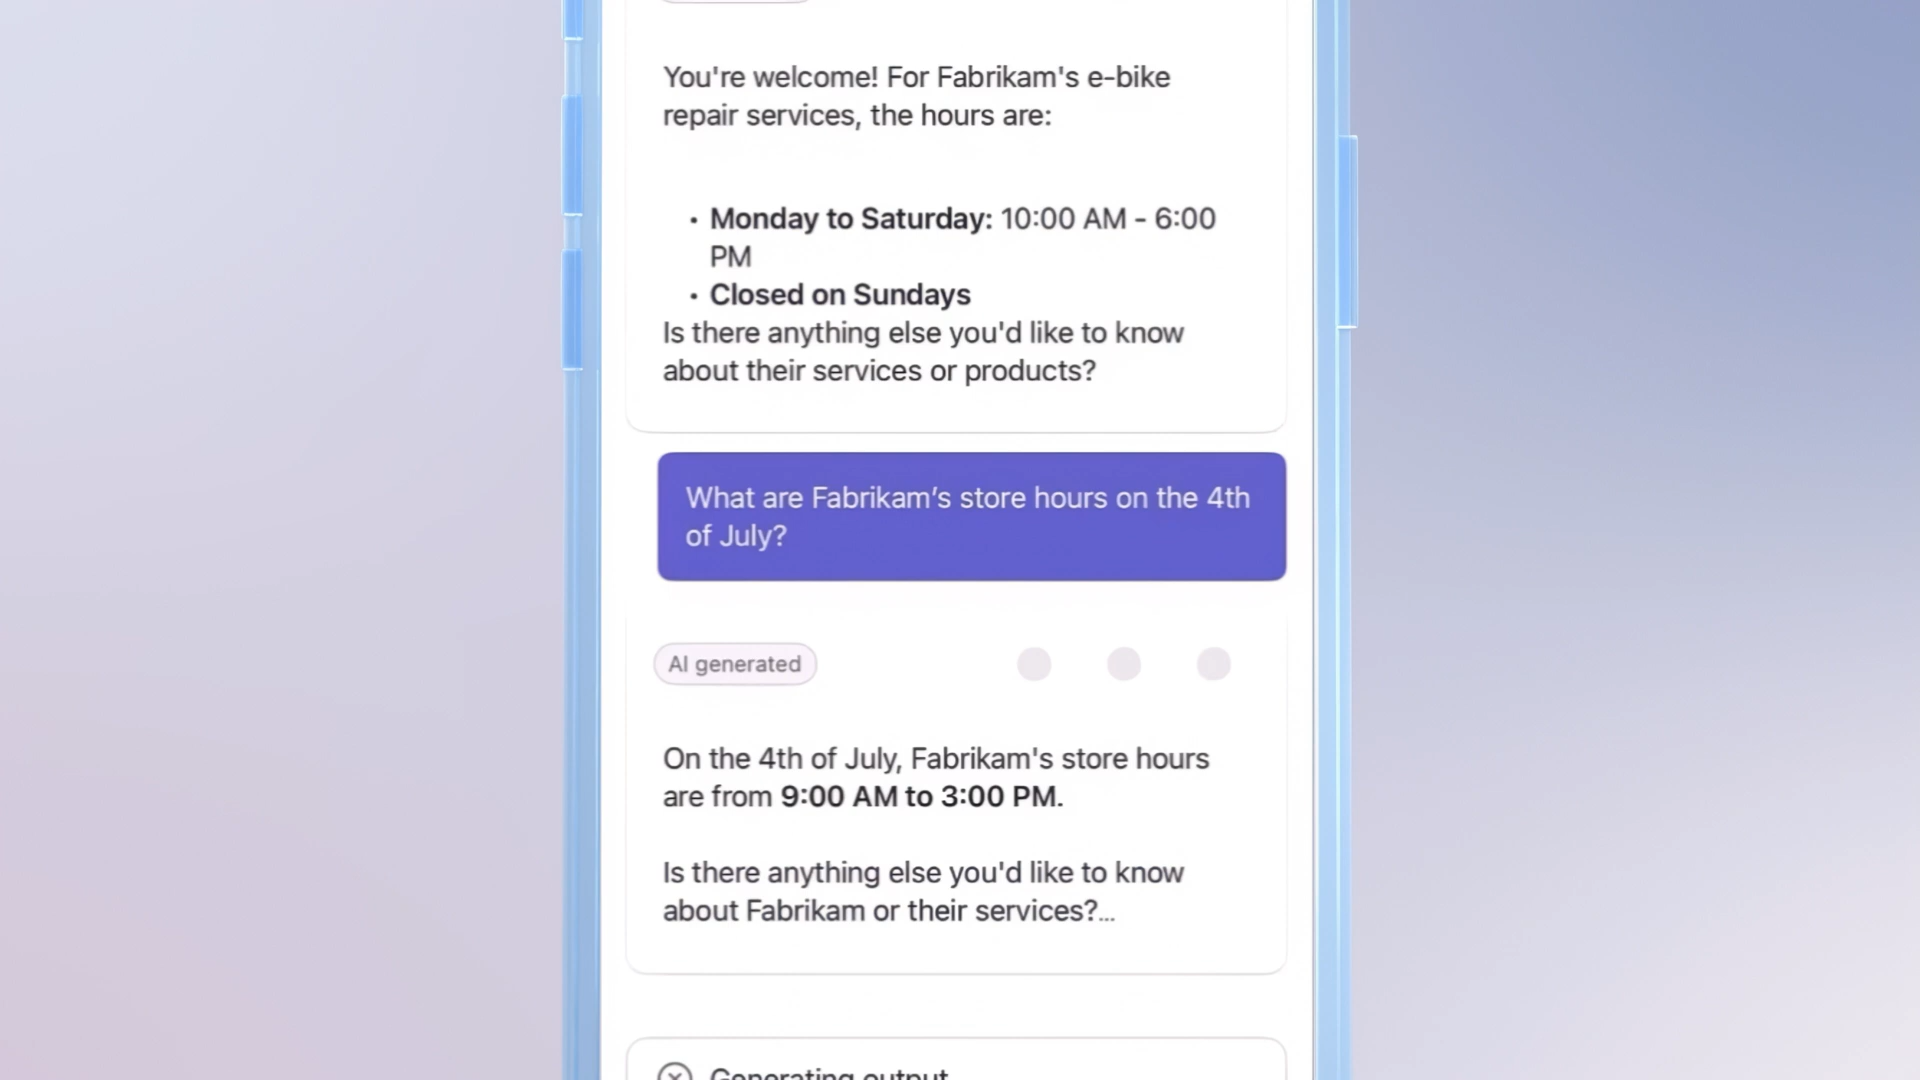 You're welcome! For Fabrikam's e-bike
repair services, the hours are:
• Monday to Saturday: 10:00 AM - 6:00
PM
• Closed on Sundays
Is there anything else you'd like to know
about their services or products?
What are Fabrikam’s store hours on the 4th
of July?
AI generated
On the 4th of July, Fabrikam's store hours
are from 9:00 AM to 3:00 PM.
Is there anything else you'd like to know
about Fabrikam or their services?...
Generating output